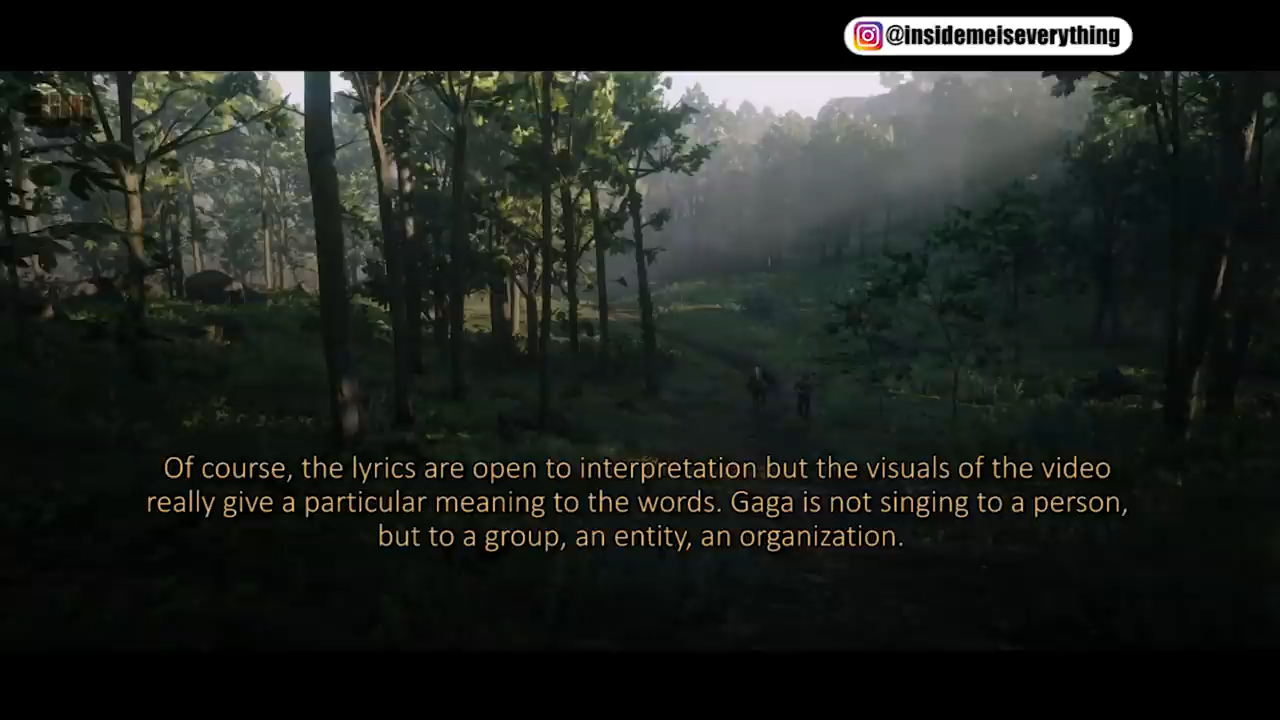 @insidemeiseverything
Of course, the lyrics are open to interpretation but the visuals of the video
really give a particular meaning to the words. Gaga is not singing to a person,
but to a group, an entity, an organization.